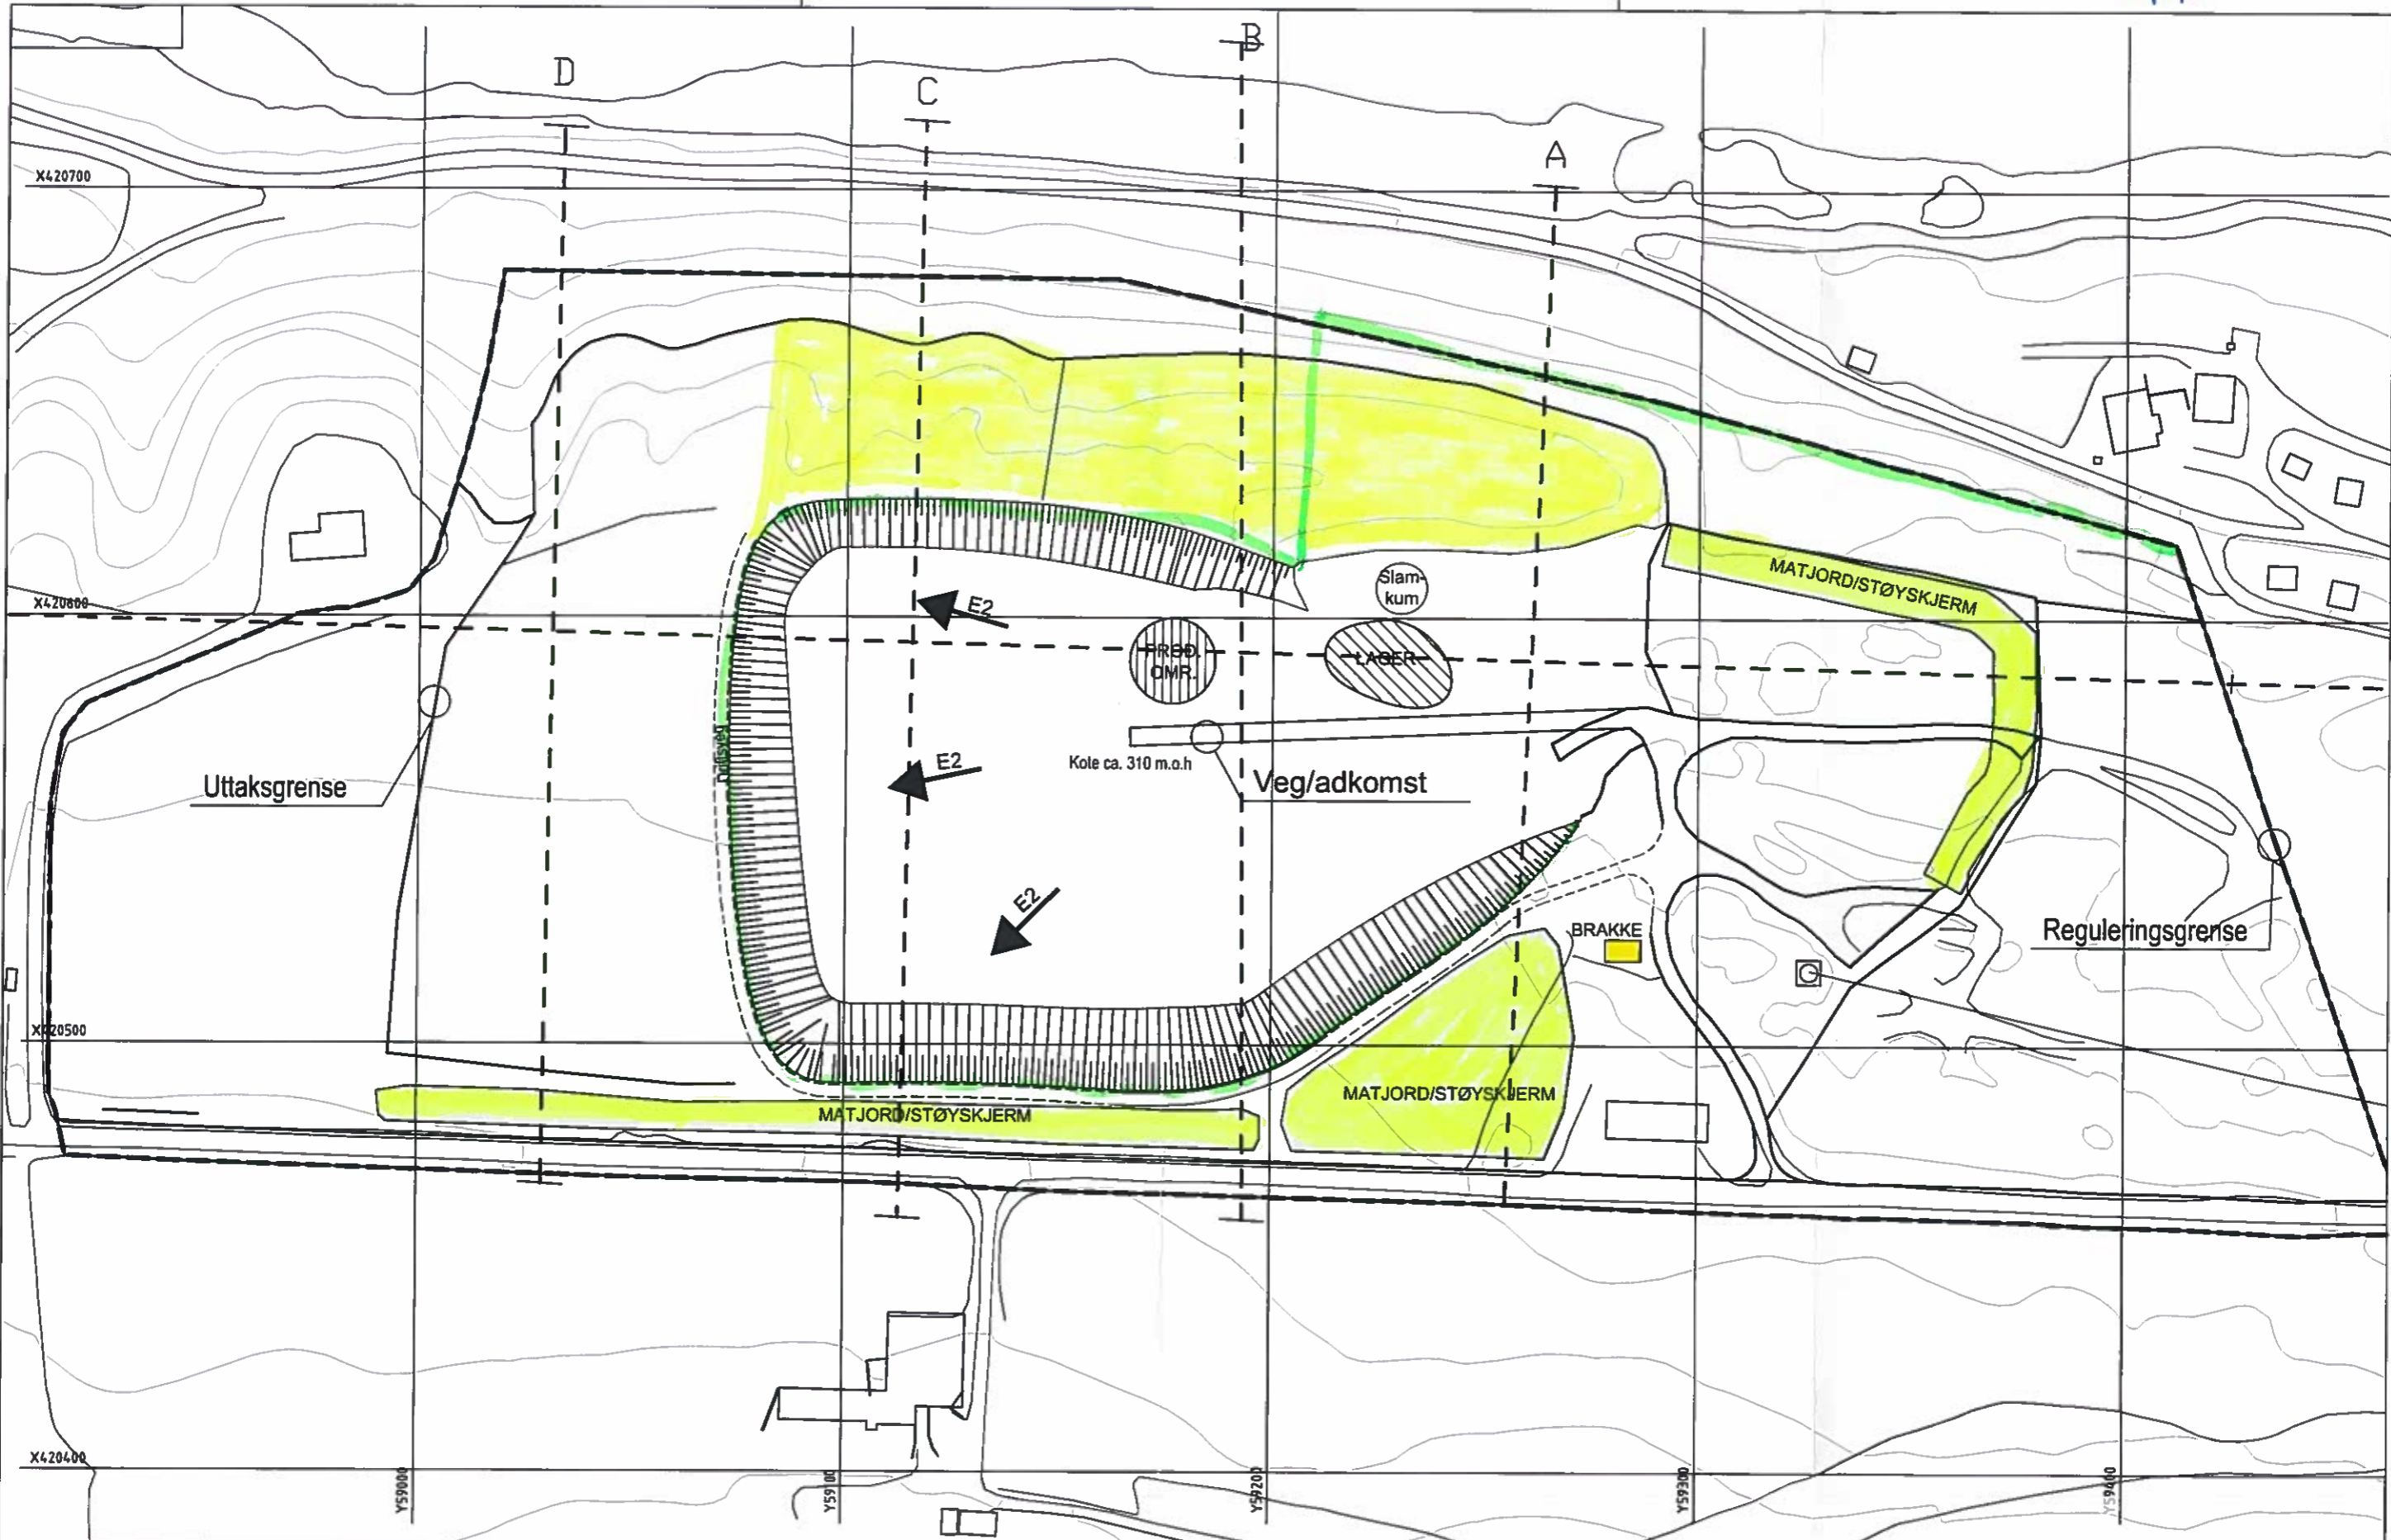 B
D
C
A
X420700
MATJORD/STØYSKJERM
Slam-
kum
E2
X420600
PROD.
OMR.
LAGER
E2
Kote ca. 310 m.o.h
Uttaksgrense
Veg/adkomst
E2
BRAKKE
Reguleringsgrense
X420500
MATJORD/STØYSKJERM
MATJORD/STØYSKJERM
X420400
Y59000
Y59100
Y59200
Y59300
Y59400